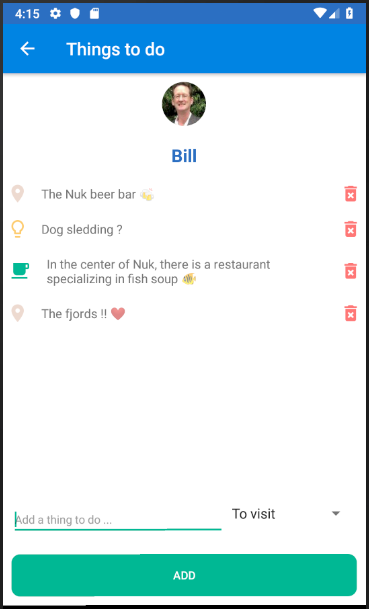 4:15
Things to do
Bill
The Nuk beer bar 🍻
Dog sledding ?
In the center of Nuk, there is a restaurant
specializing in fish soup 🐠
The fjords !! ❤️
Add a thing to do ...
To visit
ADD